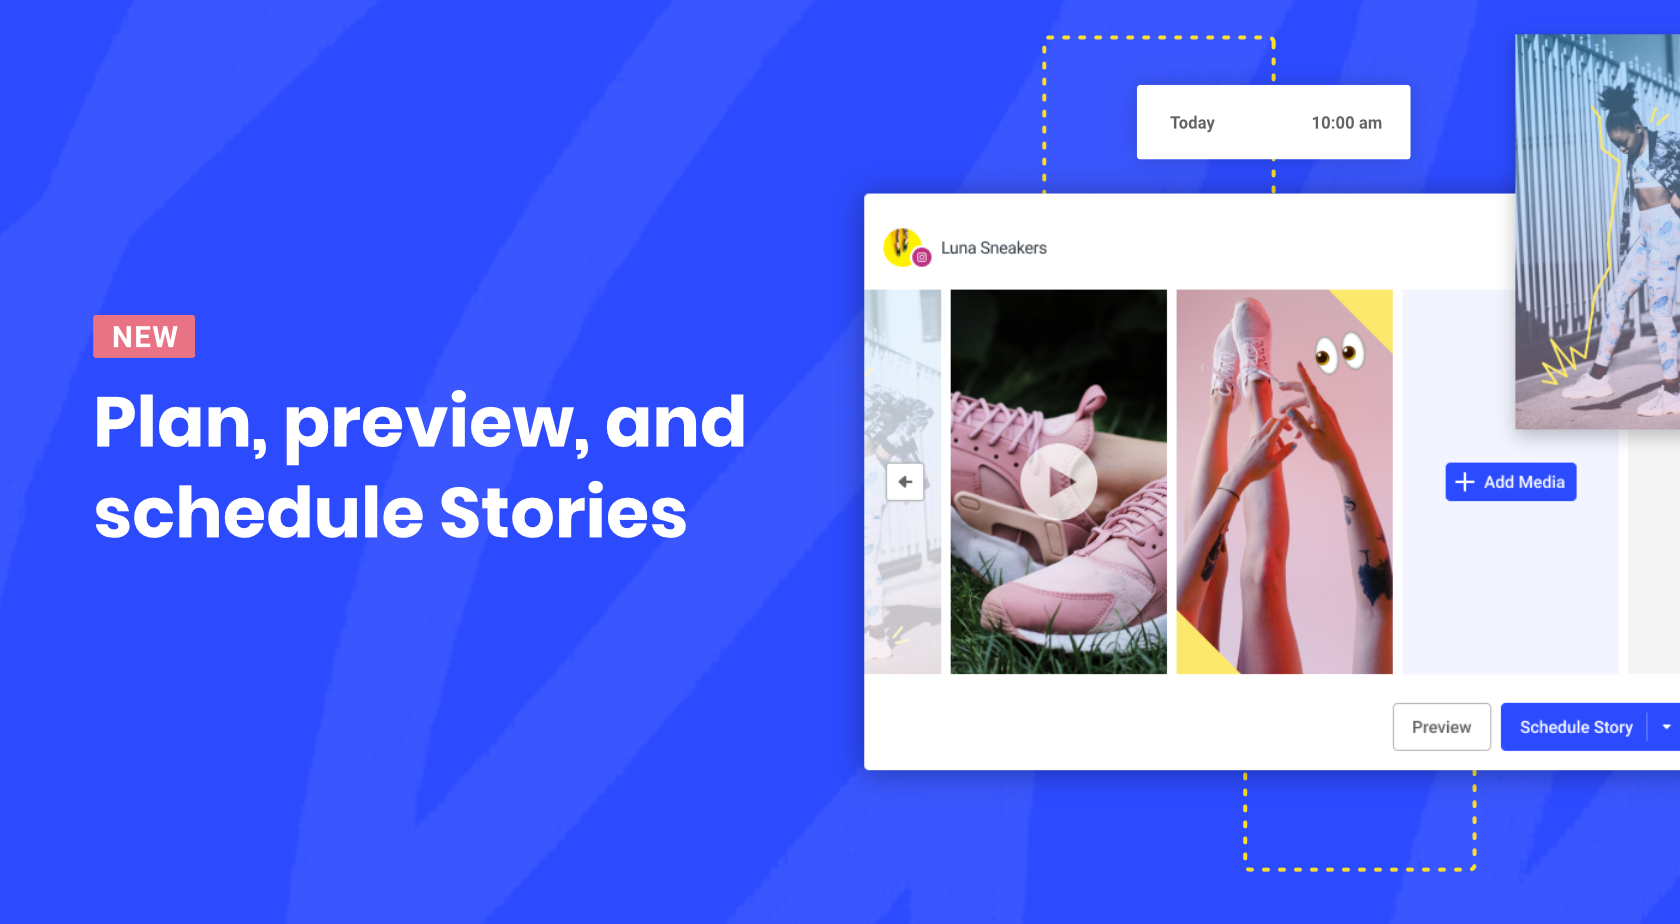 NEW
Plan, preview, and
schedule Stories
Today 10:00 am
Luna Sneakers
Add Media
Preview
Schedule Story